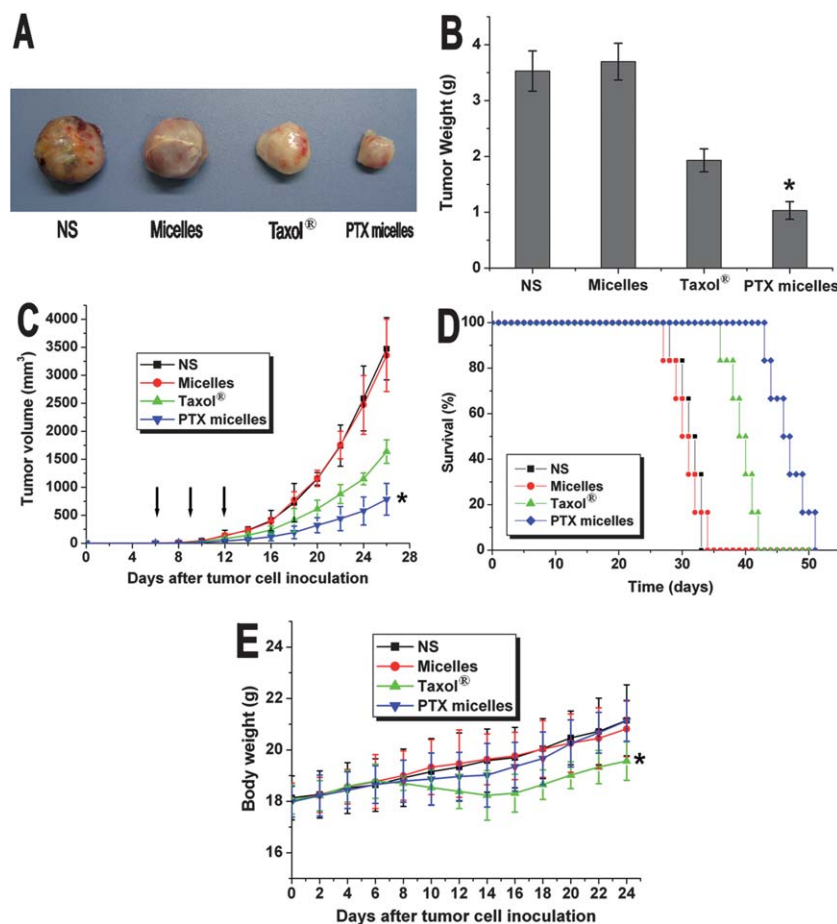 A
NS Micelles Taxol® PTX micelles
B
Tumor Weight (g)
4
3
2
1
0
*
NS Micelles Taxol® PTX micelles
C
Tumor volume (mm³)
4000
3500
3000
2500
2000
1500
1000
500
0
NS
Micelles
Taxol®
PTX micelles
*
0 4 8 12 16 20 24 28
Days after tumor cell inoculation
D
Survival (%)
100
80
60
40
20
0
NS
Micelles
Taxol®
PTX micelles
0 10 20 30 40 50
Time (days)
E
Body weight (g)
24
22
20
18
16
NS
Micelles
Taxol®
PTX micelles
*
0 2 4 6 8 10 12 14 16 18 20 22 24
Days after tumor cell inoculation